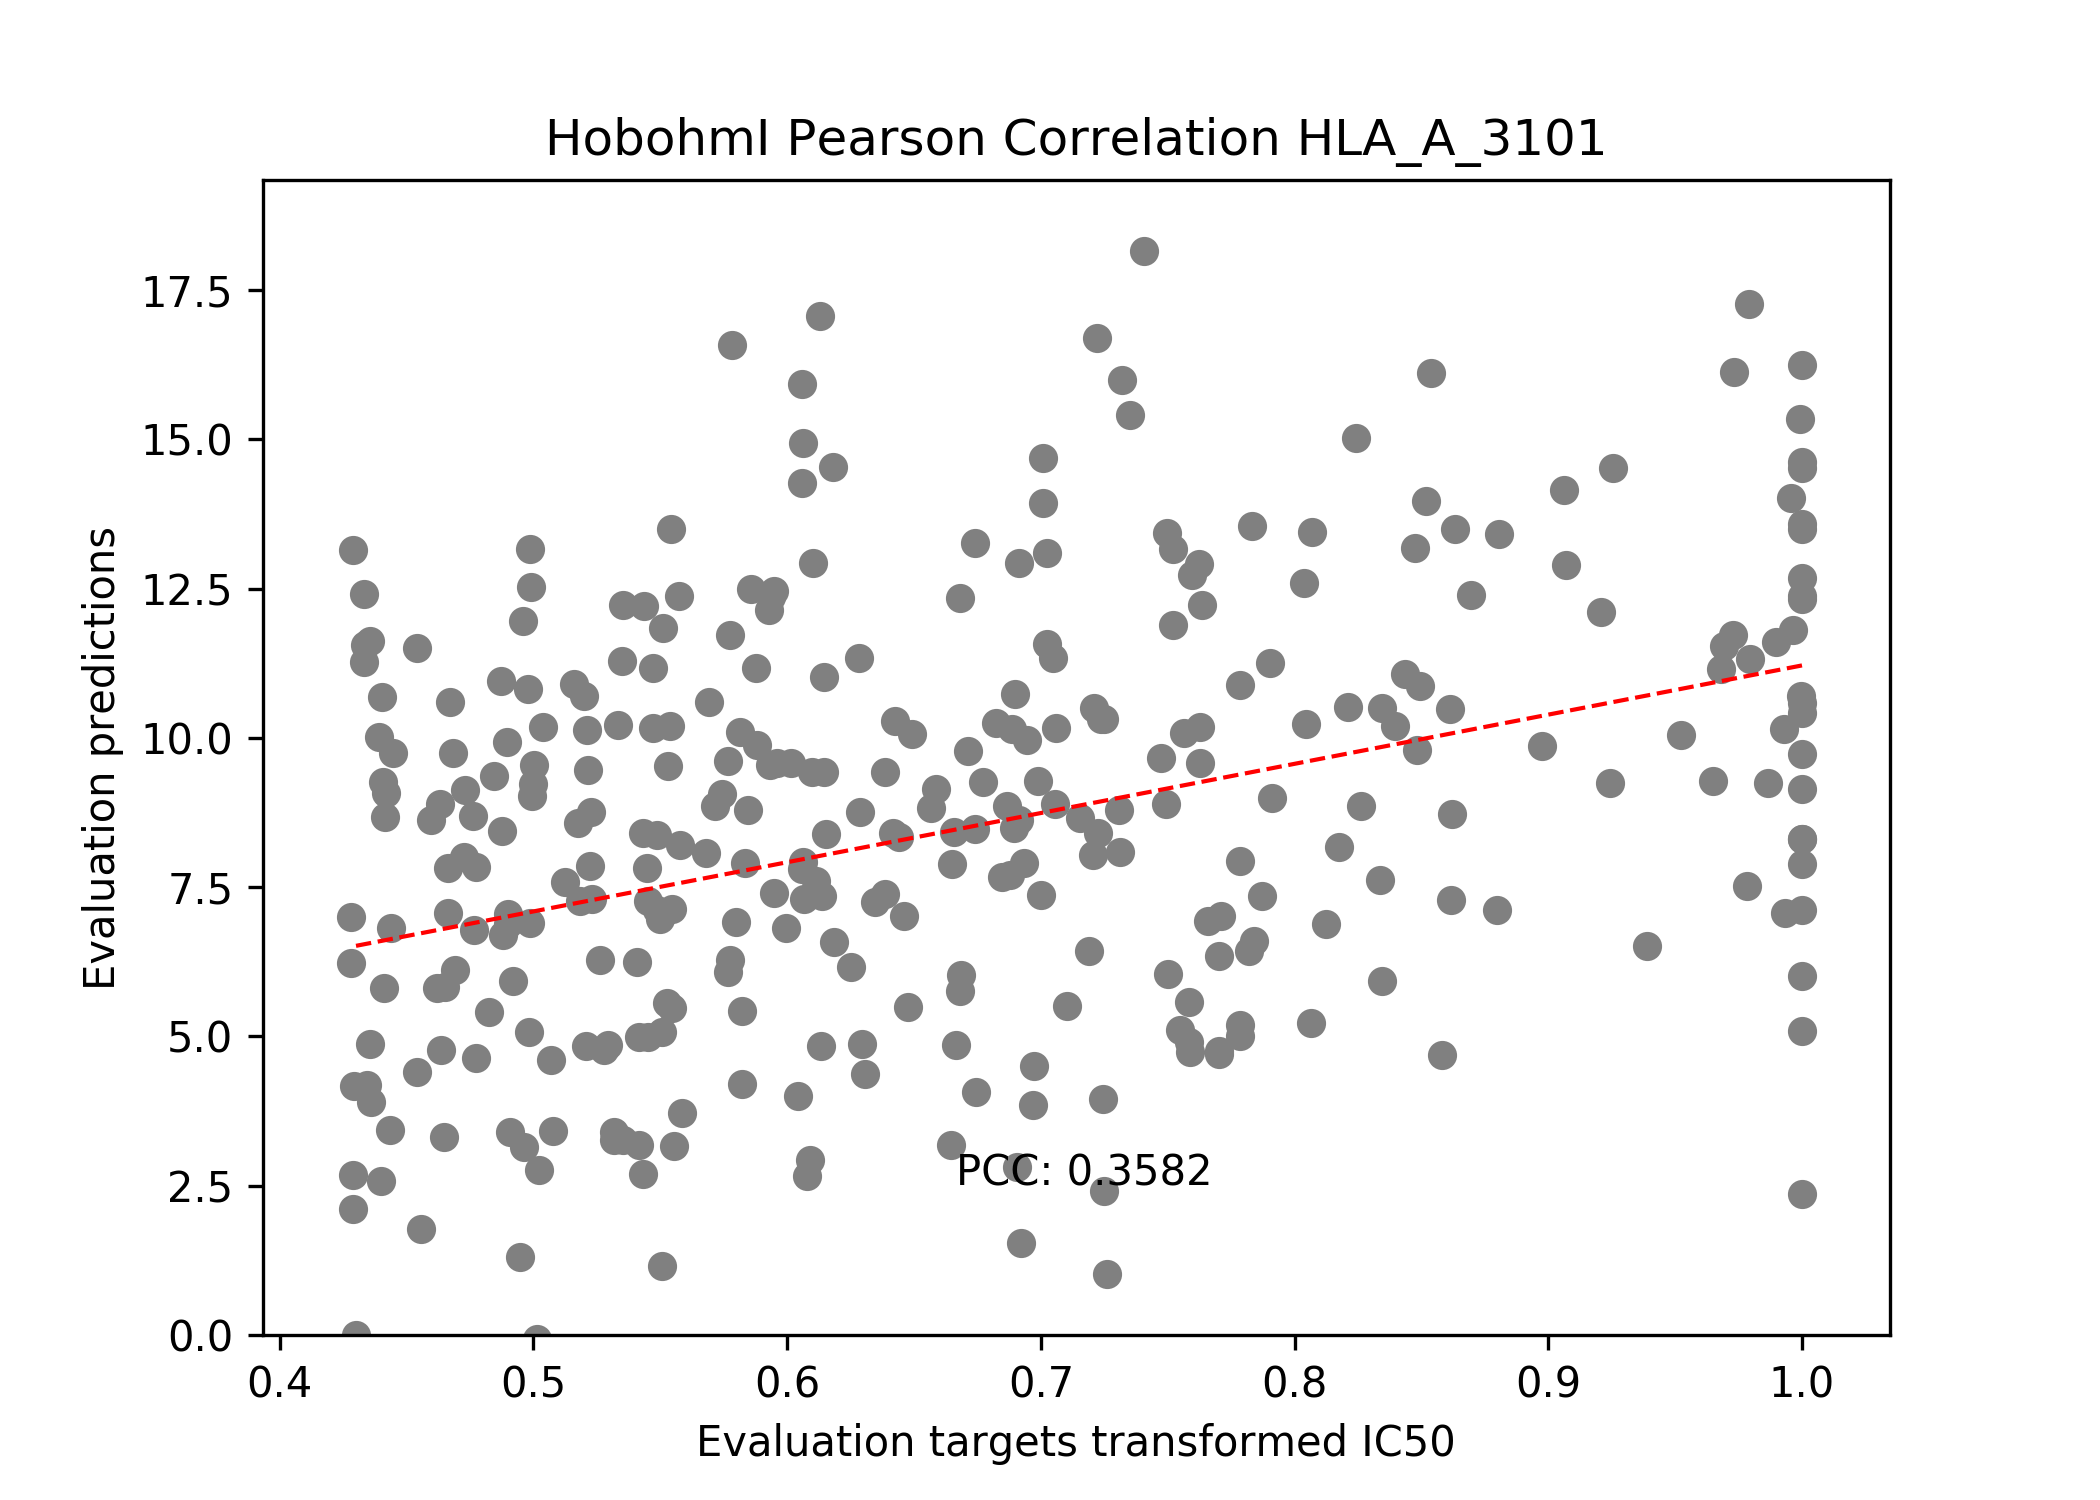 HobohmI Pearson Correlation HLA_A_3101
17.5
15.0
12.5
10.0
7.5
5.0
2.5
0.0
Evaluation predictions
PCC: 0.3582
0.4 0.5 0.6 0.7 0.8 0.9 1.0
Evaluation targets transformed IC50